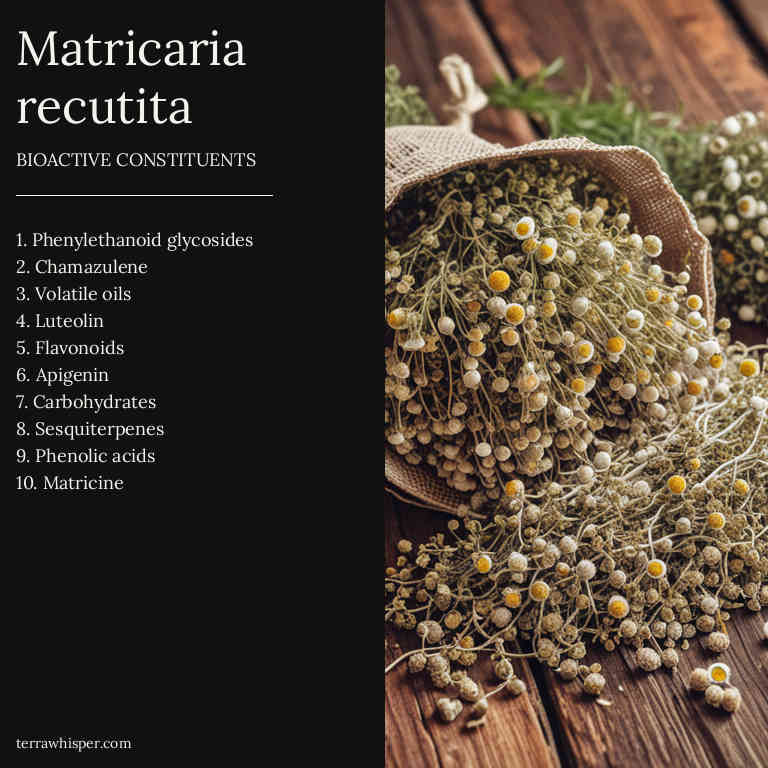 Matricaria
recutita
BIOACTIVE CONSTITUENTS
1. Phenylethanoid glycosides
2. Chamazulene
3. Volatile oils
4. Luteolin
5. Flavonoids
6. Apigenin
7. Carbohydrates
8. Sesquiterpenes
9. Phenolic acids
10. Matricine
terrawhisper.com